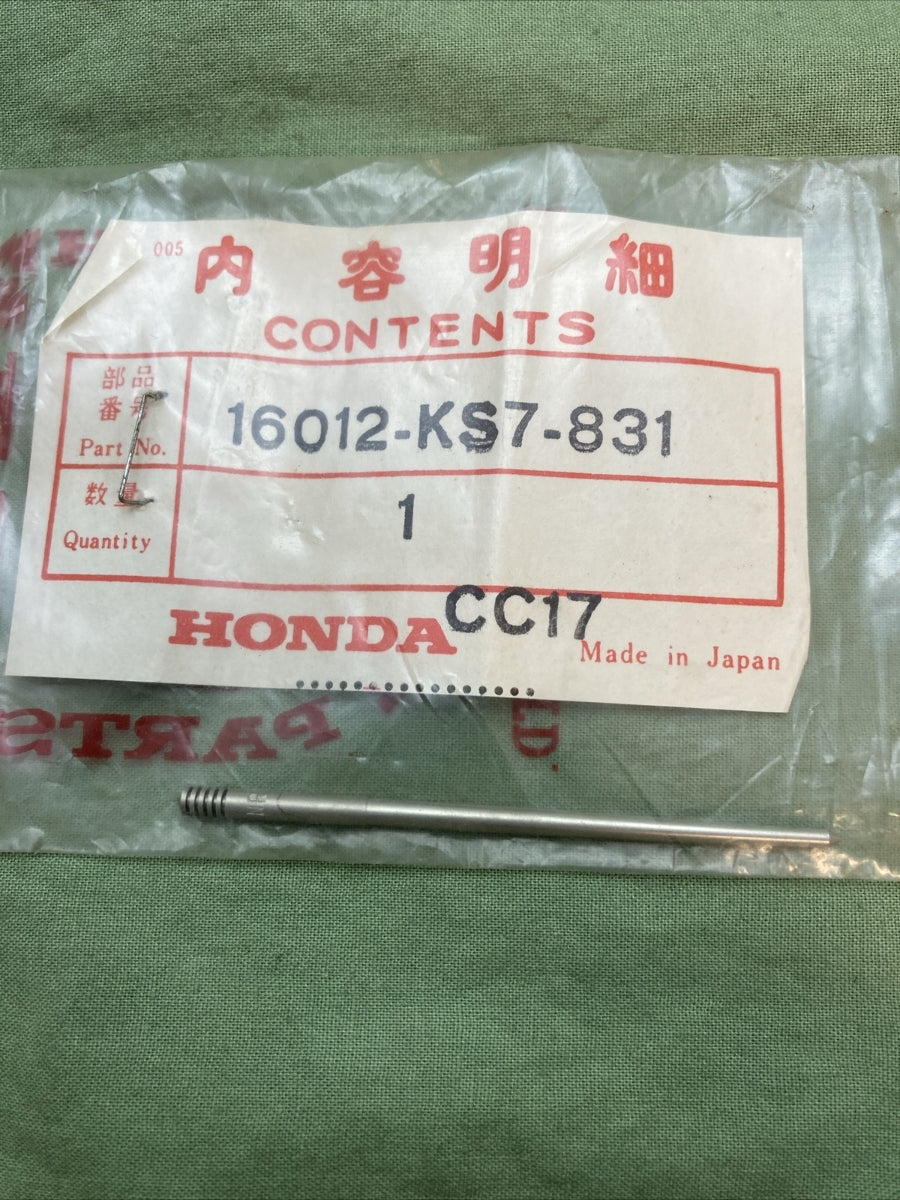 005
内容明細
CONTENTS
部品
番号
Part No.
16012-KS7-831
数量
Quantity
1
HONDA
CC17
Made in Japan
PARTS